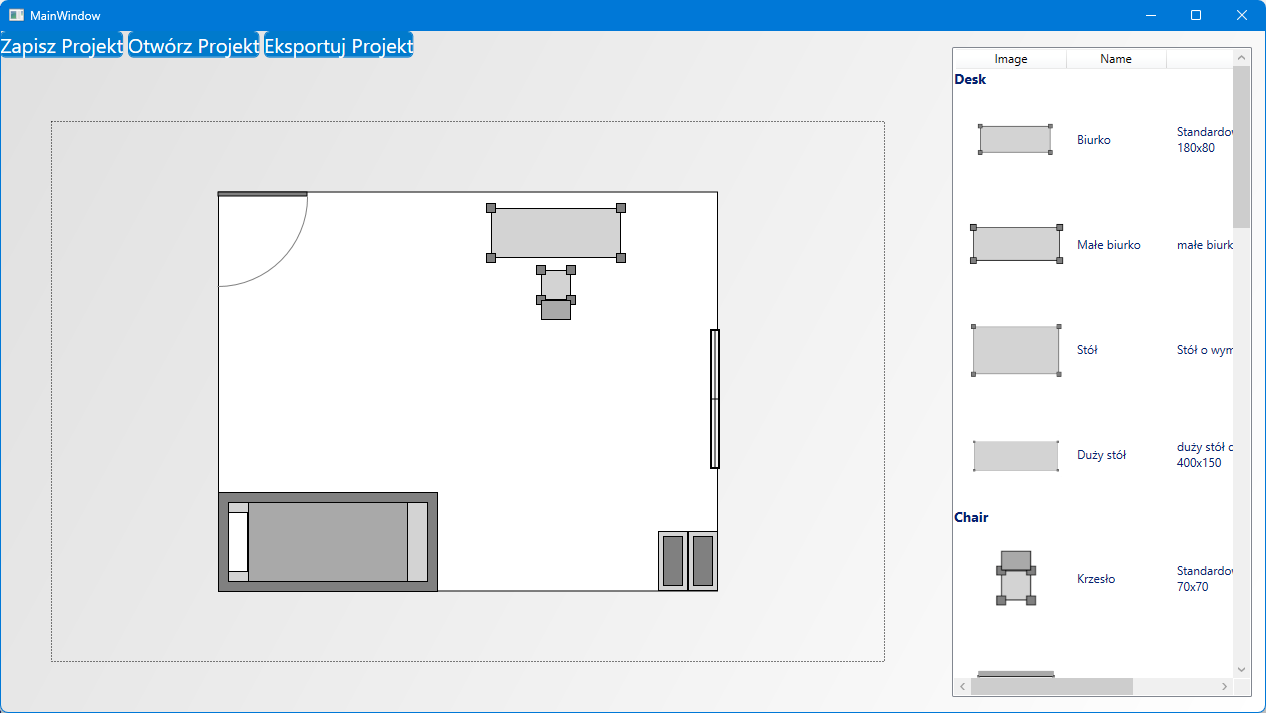 MainWindow
Zapisz Projekt Otwórz Projekt Eksportuj Projekt
Image Name
Desk
Biurko
Standardow
180x80
Małe biurko małe biurk
Stół Stół o wym
Duży stół
duży stół o
400x150
Chair
Krzesło
Standardow
70x70